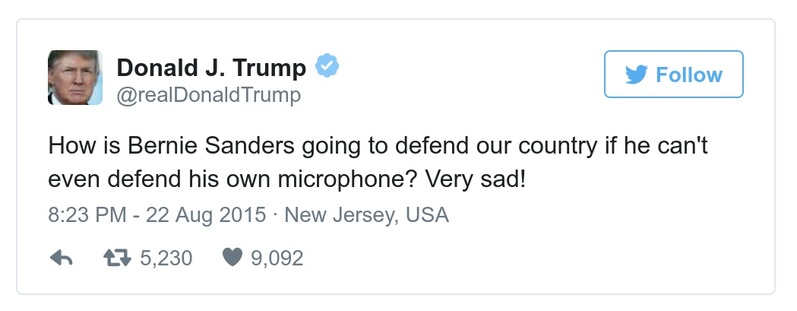 Donald J. Trump
@realDonaldTrump
Follow
How is Bernie Sanders going to defend our country if he can't
even defend his own microphone? Very sad!
8:23 PM - 22 Aug 2015 · New Jersey, USA
5,230 9,092